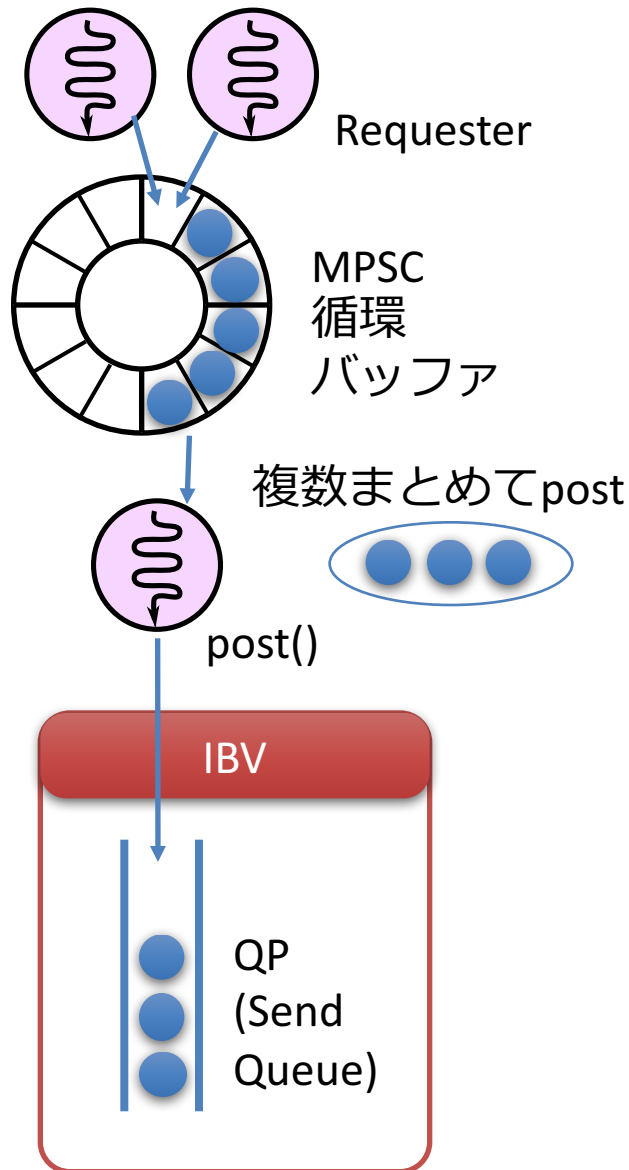 Requester
MPSC
循環
バッファ
複数まとめてpost
post()
IBV
QP
(Send
Queue)